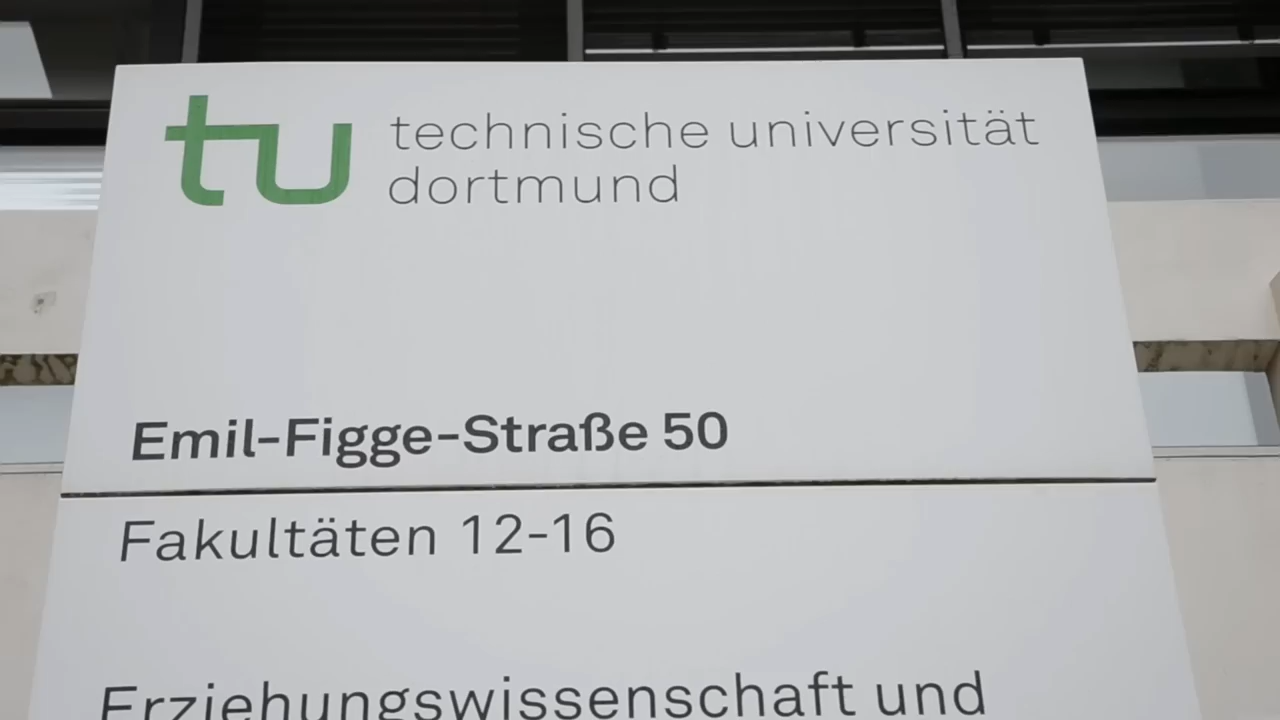 tu technische universität
dortmund
Emil-Figge-Straße 50
Fakultäten 12-16
Erziehungswissenschaft und